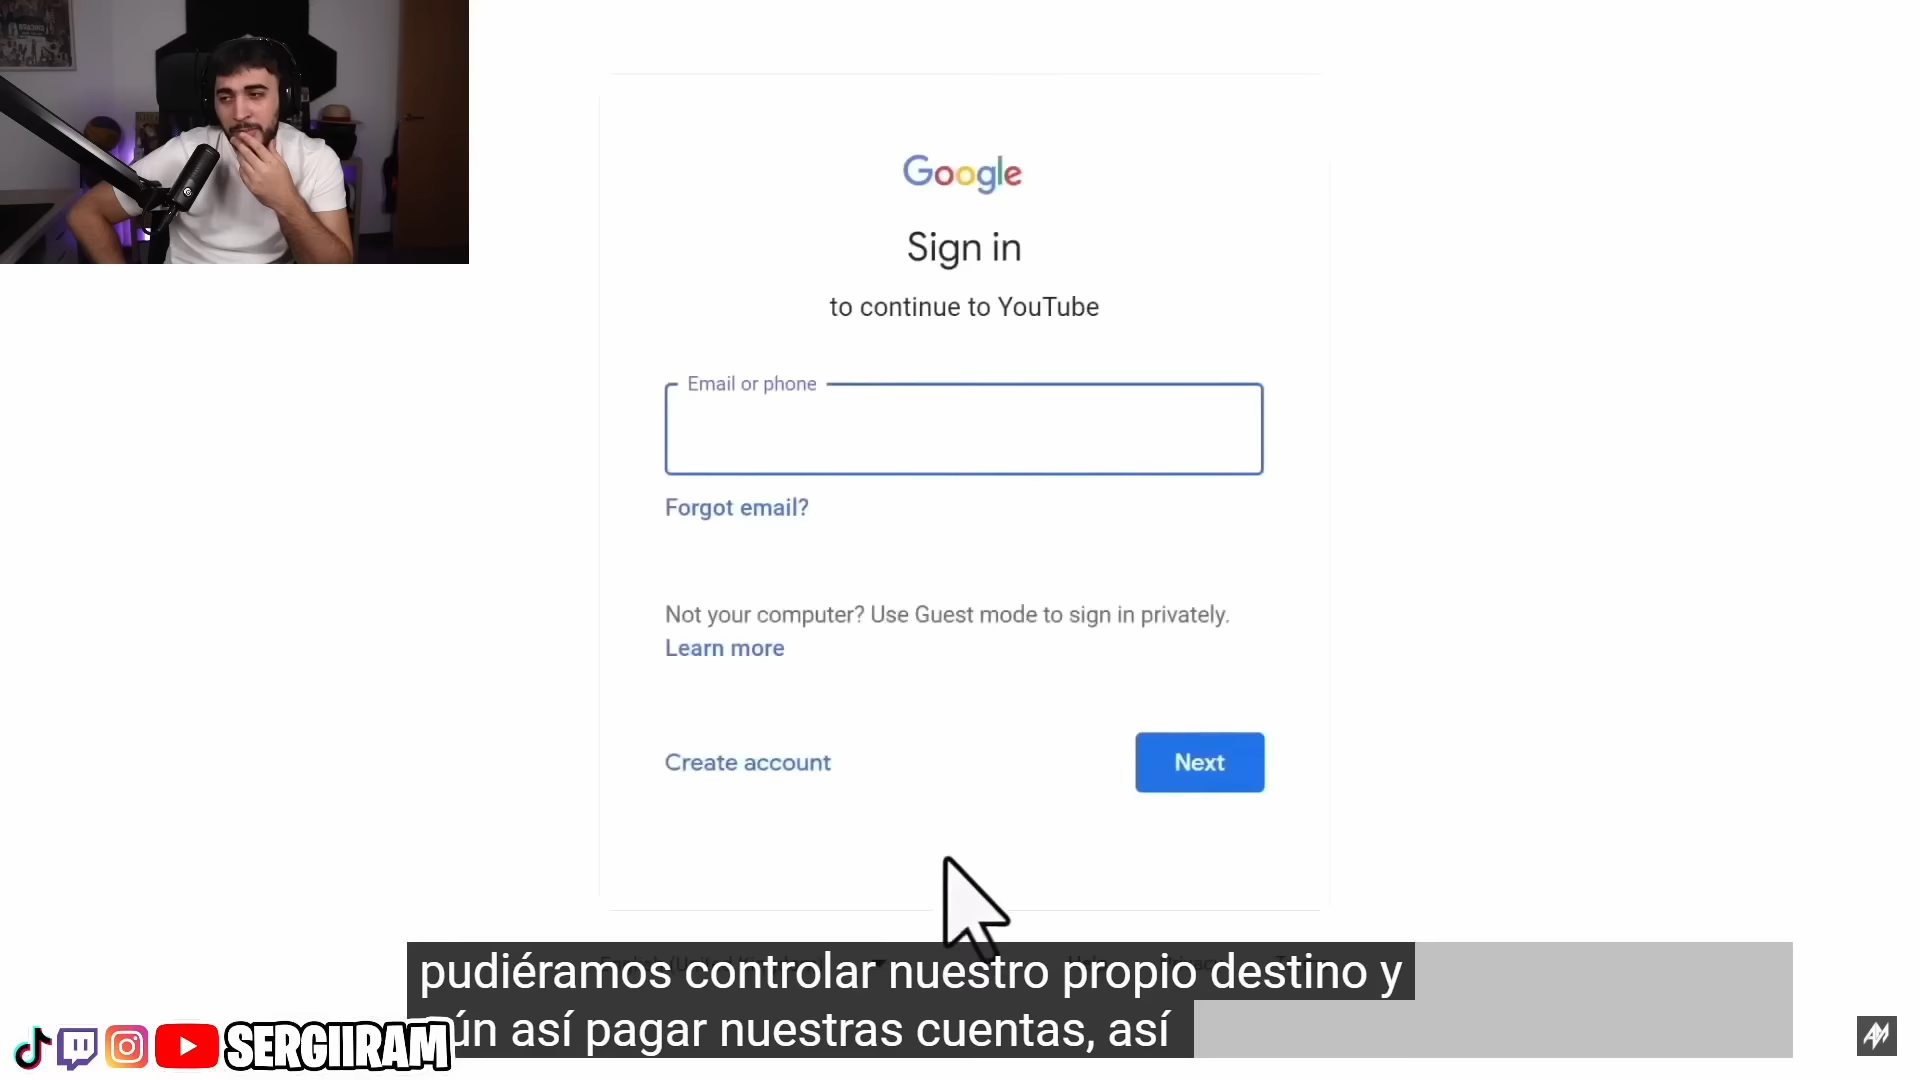 Google
Sign in
to continue to YouTube
Email or phone
Forgot email?
Not your computer? Use Guest mode to sign in privately.
Learn more
Create account
Next
pudiéramos controlar nuestro propio destino y
ún así pagar nuestras cuentas, así
SERGIIRAM